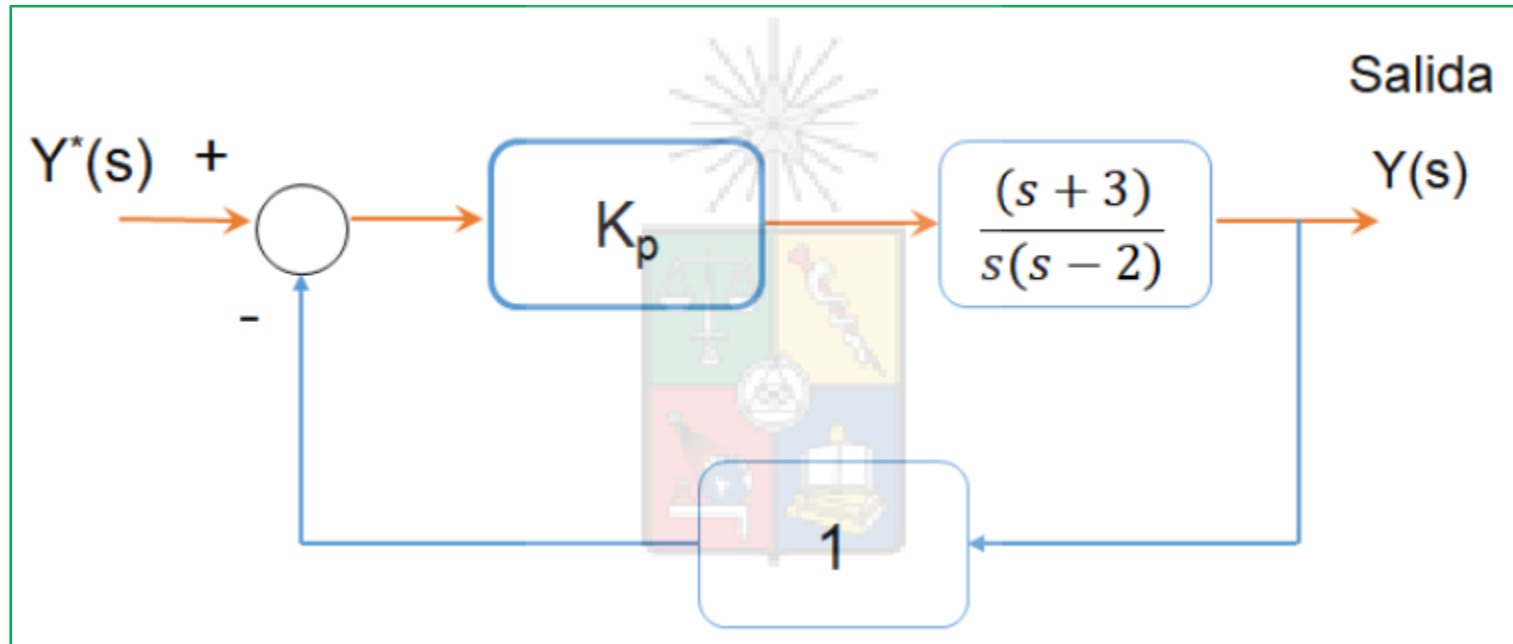 Salida
Y*(s) +
Y(s)
Kp
(s + 3)
s(s − 2)
-
1